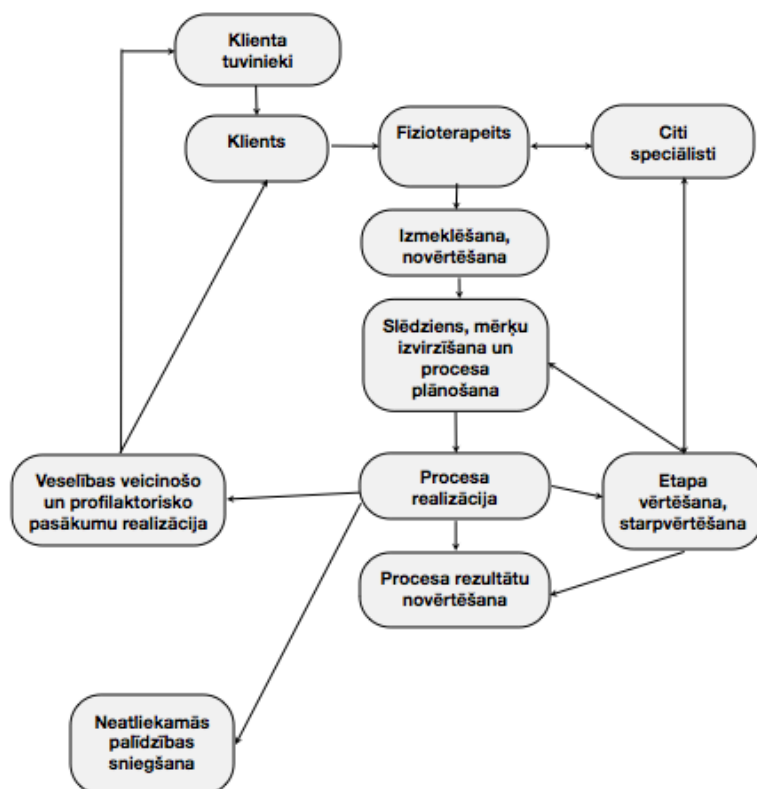 Klienta
tuvinieki
Klients
Fizioterapeits
Citi
speciālisti
Izmeklēšana,
novērtēšana
Slēdziens, mērķu
izvirzīšana un
procesa
plānošana
Veselības veicinošo
un profilaktorisko
pasākumu realizācija
Procesa
realizācija
Etapa
vērtēšana,
starpvērtēšana
Procesa rezultātu
novērtēšana
Neatliekamās
palīdzības
sniegšana